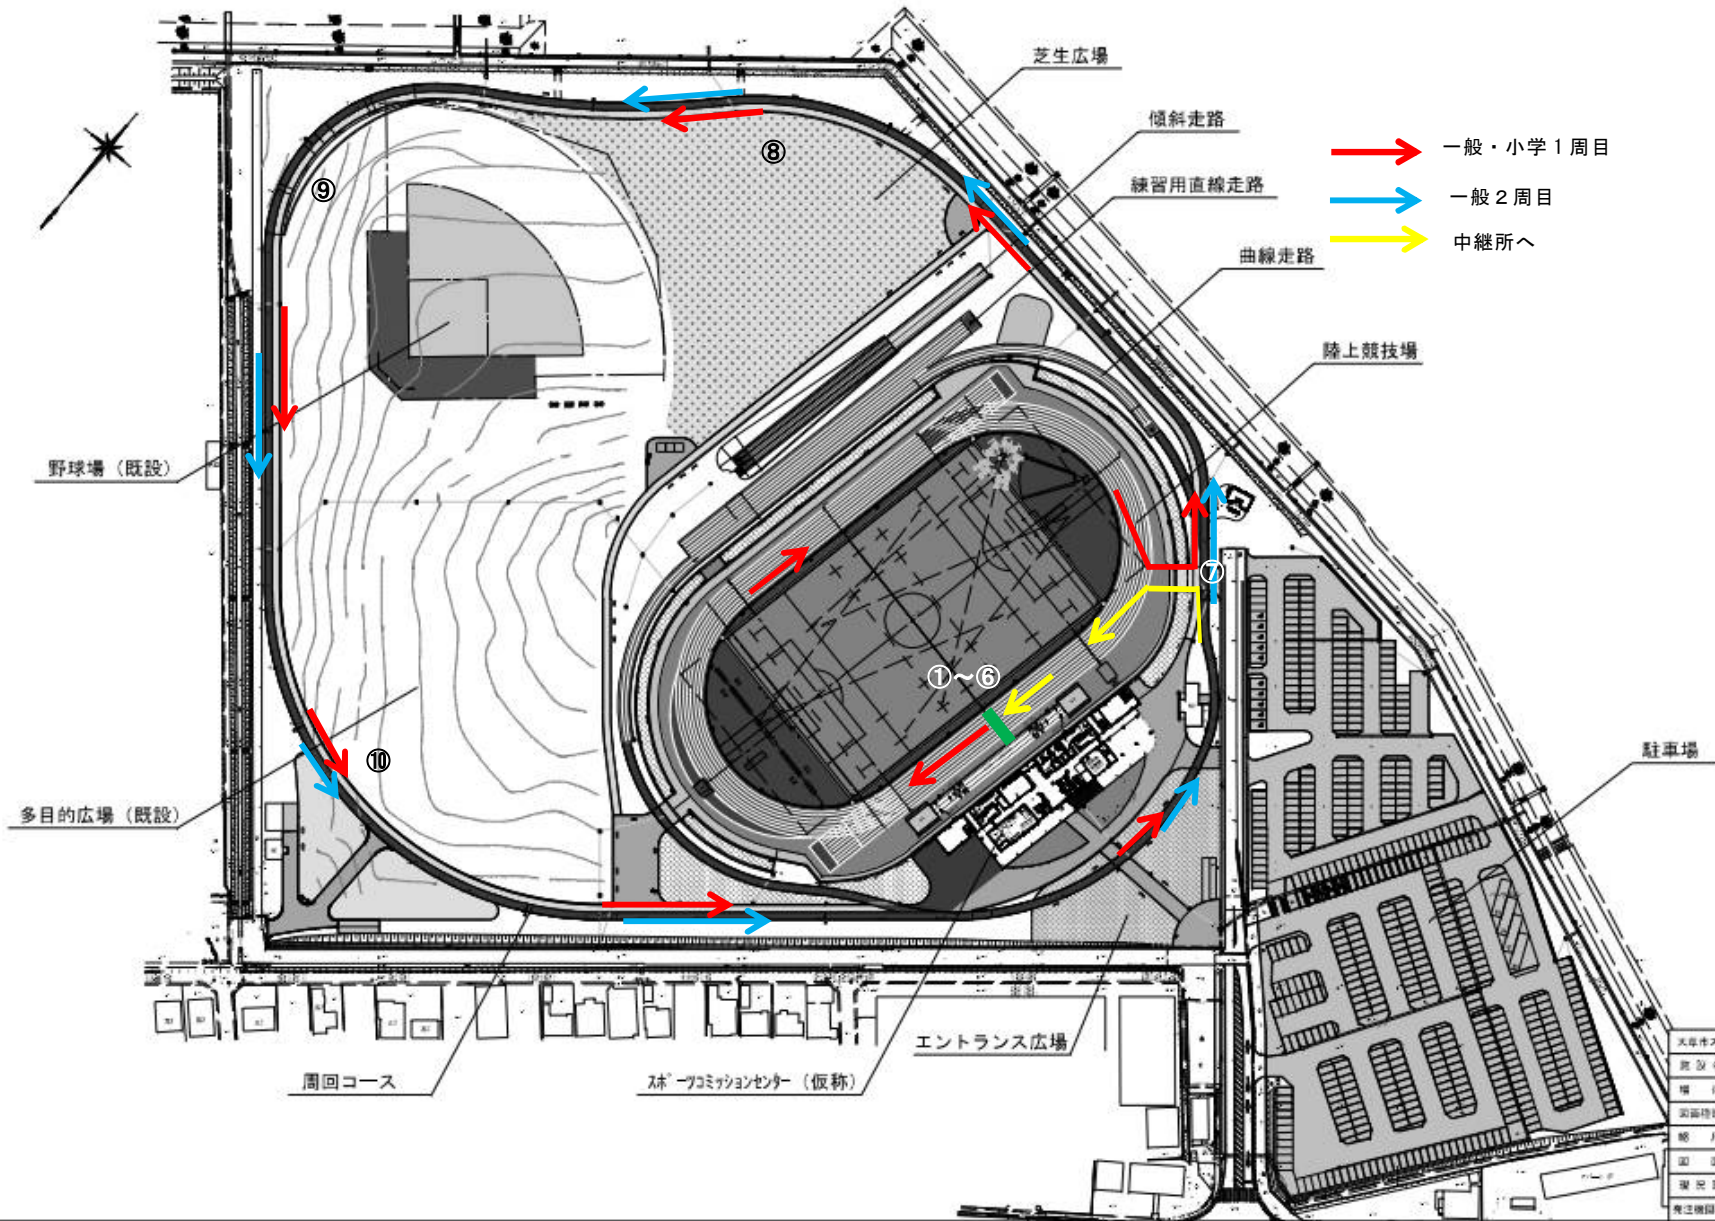 芝生広場
傾斜走路
一般・小学1周目
練習用直線走路
一般2周目
中継所へ
曲線走路
陸上競技場
⑧
⑨
野球場（既設）
⑦
①～⑥
⑩
駐車場
多目的広場（既設）
エントランス広場
周回コース
スポーツコミッションセンター（仮称）